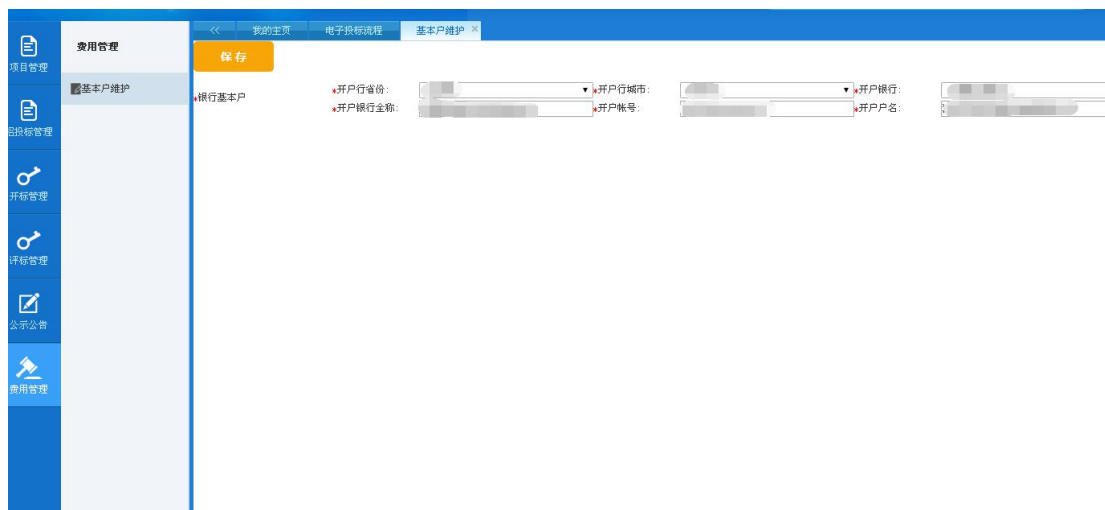 << 我的主页 电子投标流程 基本户维护 ×
项目管理
招投标管理
开标管理
评标管理
公示公告
费用管理
费用管理
基本户维护
保存
*银行基本户
*开户行省份: *开户行城市: *开户银行:
*开户银行全称: *开户帐号: *开户户名: